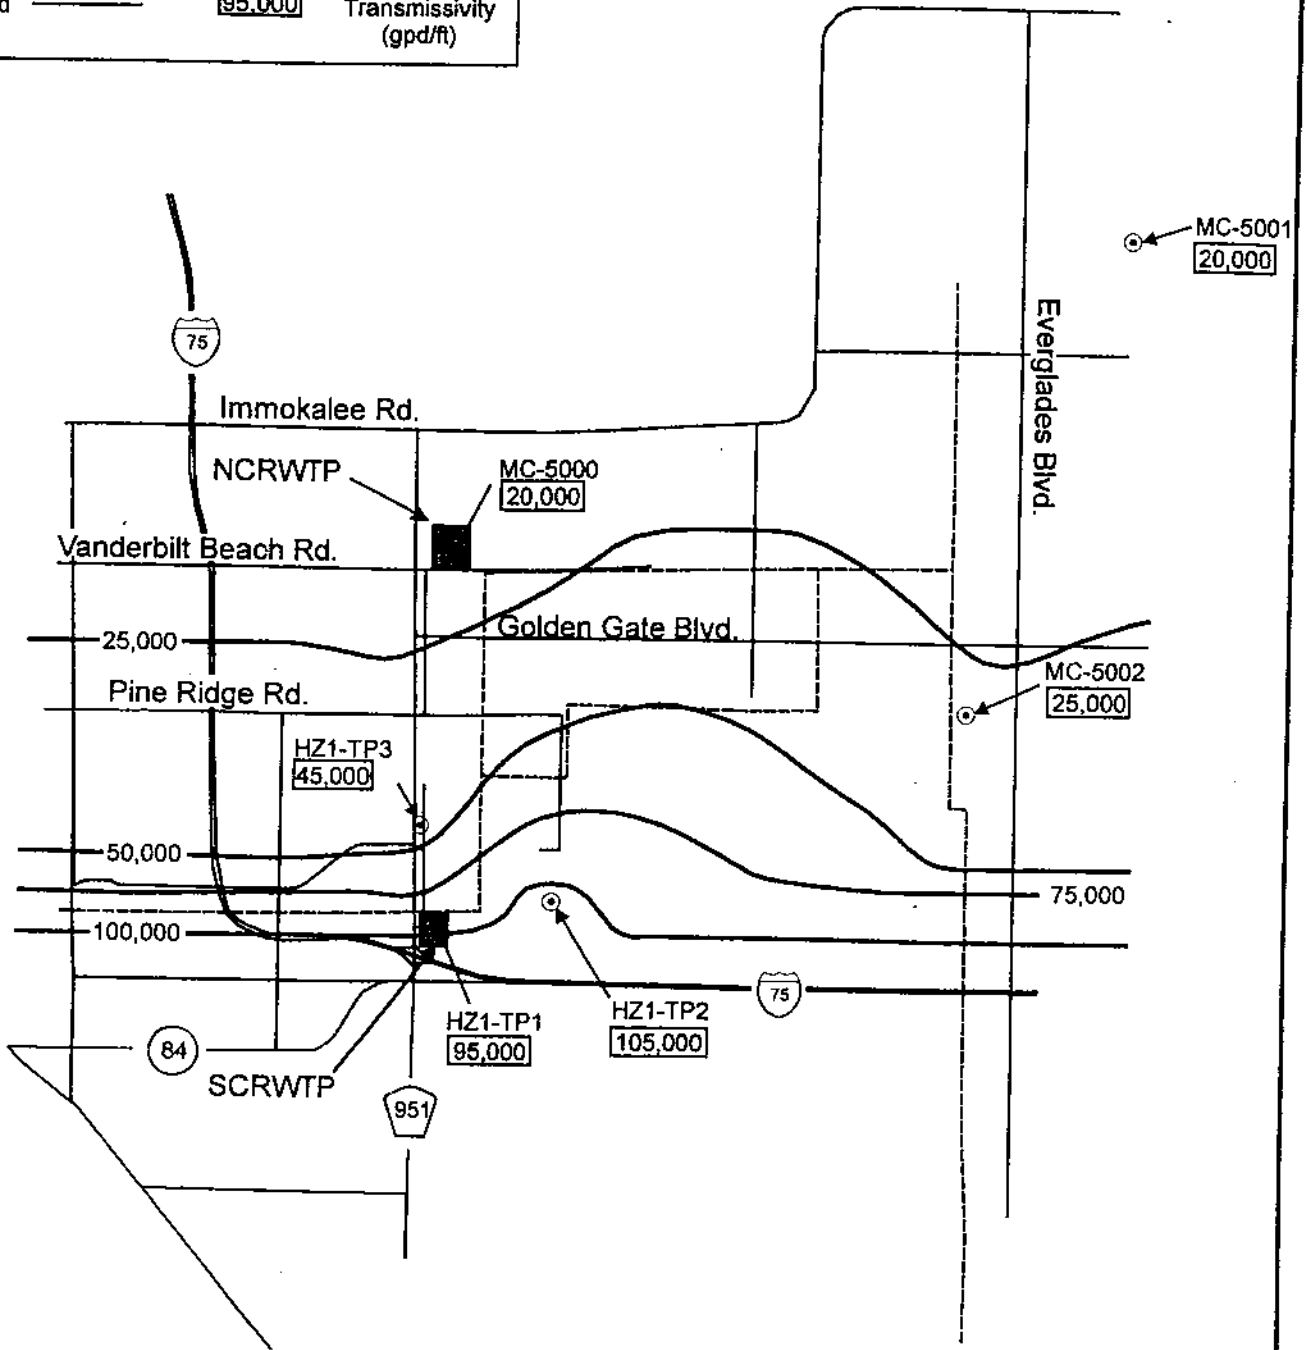 95,000
Transmissivity
(gpd/ft)
MC-5001
20,000
75
Everglades Blvd.
Immokalee Rd.
NCRWTP
MC-5000
20,000
Vanderbilt Beach Rd.
Golden Gate Blvd.
25,000
Pine Ridge Rd.
MC-5002
25,000
HZ1-TP3
45,000
50,000
75,000
100,000
75
HZ1-TP2
105,000
HZ1-TP1
95,000
84
SCRWTP
951